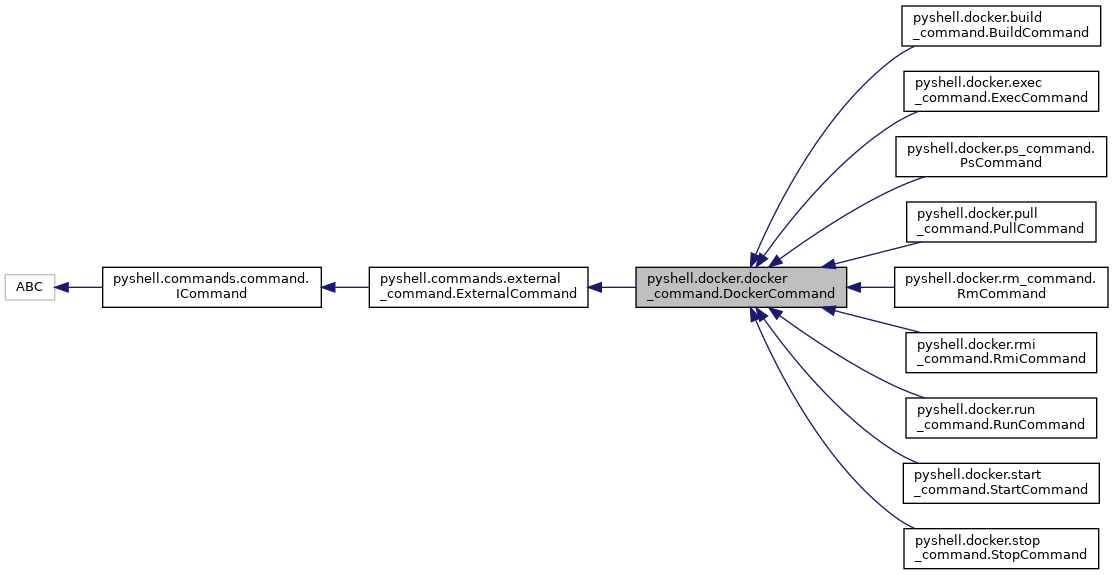 ABC
pyshell.commands.command.
ICommand
pyshell.commands.external
_command.ExternalCommand
pyshell.docker.docker
_command.DockerCommand
pyshell.docker.build
_command.BuildCommand
pyshell.docker.exec
_command.ExecCommand
pyshell.docker.ps_command.
PsCommand
pyshell.docker.pull
_command.PullCommand
pyshell.docker.rm_command.
RmCommand
pyshell.docker.rmi
_command.RmiCommand
pyshell.docker.run
_command.RunCommand
pyshell.docker.start
_command.StartCommand
pyshell.docker.stop
_command.StopCommand